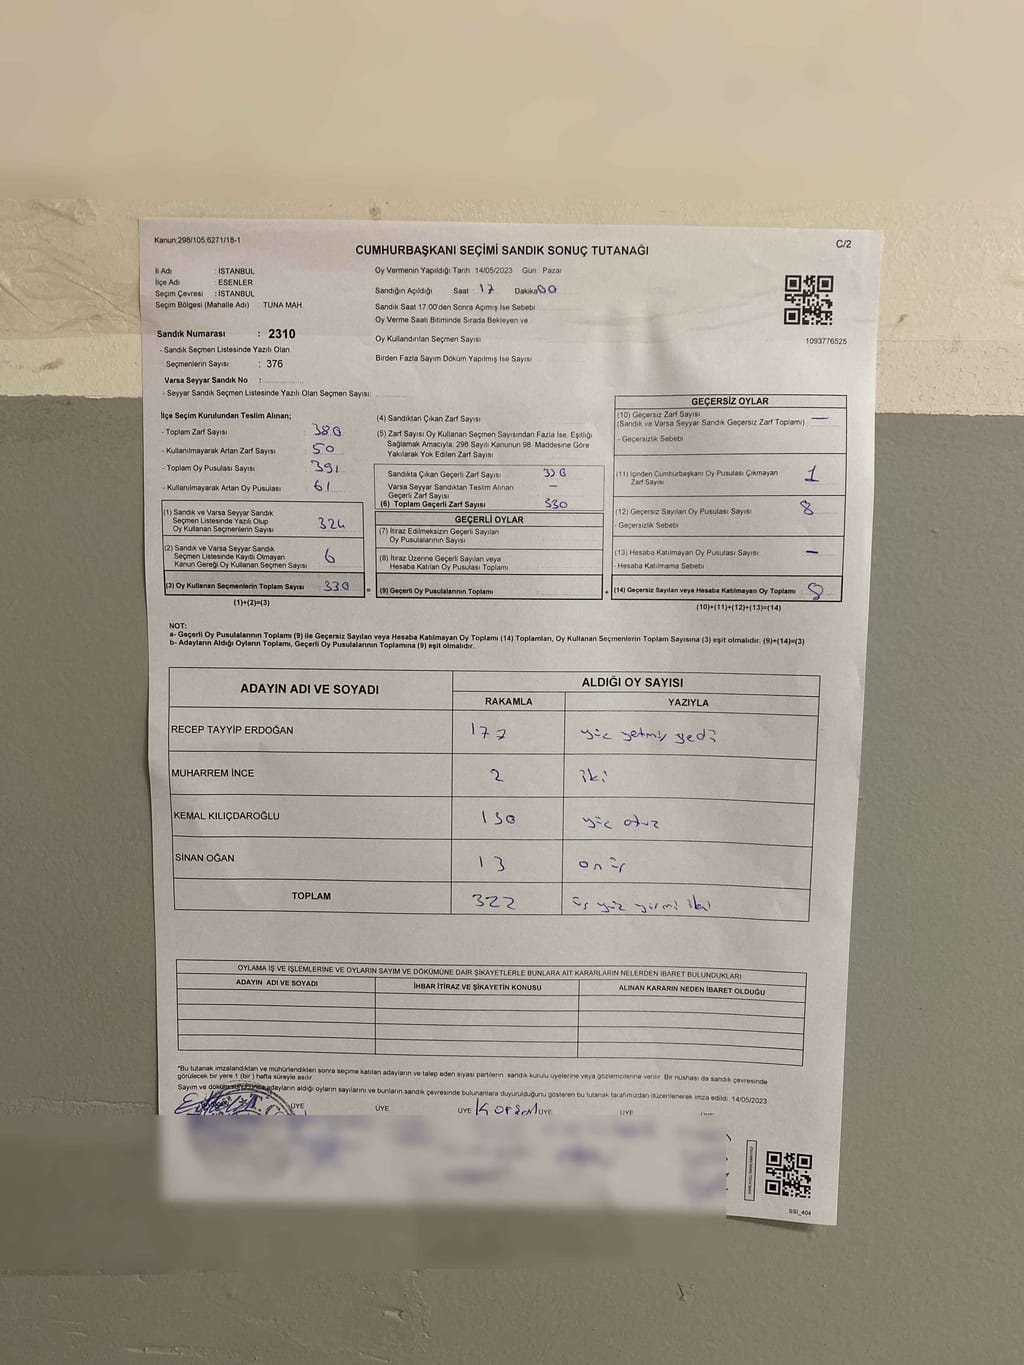 Kanun:298/105;6271/18-1
C/2
CUMHURBAŞKANI SEÇİMİ SANDIK SONUÇ TUTANAĞI
İl Adı : İSTANBUL
İlçe Adı : ESENLER
Seçim Çevresi : İSTANBUL
Seçim Bölgesi (Mahalle Adı) : TUNA MAH.
Sandık Numarası : 2310
- Sandık Seçmen Listesinde Yazılı Olan
Seçmenlerin Sayısı : 376
Varsa Seyyar Sandık No :
- Seyyar Sandık Seçmen Listesinde Yazılı Olan Seçmen Sayısı:
Oy Vermenin Yapıldığı Tarih : 14/05/2023 Gün Pazar
Sandığın Açıldığı Saat : 17 Dakika 00
Sandık Saat 17.00'den Sonra Açımış İse Sebebi
Oy Verme Saati Bitiminde Sırada Bekleyen ve
Oy Kullandırılan Seçmen Sayısı
Birden Fazla Sayım Döküm Yapılmış İse Sayısı
1093776525
İlçe Seçim Kurulundan Teslim Alınan;
- Toplam Zarf Sayısı 380
- Kullanılmayarak Artan Zarf Sayısı 50
- Toplam Oy Pusulası Sayısı 391
- Kullanılmayarak Artan Oy Pusulası 61
(1) Sandık ve Varsa Seyyar Sandık
Seçmen Listesinde Yazılı Olup
Oy Kullanan Seçmenlerin Sayısı 324
(2) Sandık ve Varsa Seyyar Sandık
Seçmen Listesinde Kayıtlı Olmayan
Kanun Gereği Oy Kullanan Seçmen Sayısı 6
(3) Oy Kullanan Seçmenlerin Toplam Sayısı 330
(1)+(2)=(3)
(4) Sandıktan Çıkan Zarf Sayısı
(5) Zarf Sayısı Oy Kullanan Seçmen Sayısından Fazla İse, Eşitliği
Sağlamak Amacıyla, 298 Sayılı Kanunun 98. Maddesine Göre
Yakılarak Yok Edilen Zarf Sayısı
Sandıkta Çıkan Geçerli Zarf Sayısı 330
Varsa Seyyar Sandıktan Teslim Alınan
Geçerli Zarf Sayısı –
(6) Toplam Geçerli Zarf Sayısı 330
GEÇERLİ OYLAR
(7) İtiraz Edilmeksizin Geçerli Sayılan
Oy Pusulalarının Sayısı
(8) İtiraz Üzerine Geçerli Sayılan veya
Hesaba Katılan Oy Pusulası Toplamı
= (9) Geçerli Oy Pusulalarının Toplamı
GEÇERSİZ OYLAR
(10) Geçersiz Zarf Sayısı
(Sandık ve Varsa Seyyar Sandık Geçersiz Zarf Toplamı) —
- Geçersizlik Sebebi
(11) İçinden Cumhurbaşkanı Oy Pusulası Çıkmayan
Zarf Sayısı 1
(12) Geçersiz Sayılan Oy Pusulası Sayısı 8
- Geçersizlik Sebebi
(13) Hesaba Katılmayan Oy Pusulası Sayısı –
- Hesaba Katılmama Sebebi
+ (14) Geçersiz Sayılan veya Hesaba Katılmayan Oy Toplamı 8
(10)+(11)+(12)+(13)=(14)
NOT:
a- Geçerli Oy Pusulalarının Toplamı (9) ile Geçersiz Sayılan veya Hesaba Katılmayan Oy Toplamı (14) Toplamları, Oy Kullanan Seçmenlerin Toplam Sayısına (3) eşit olmalıdır. (9)+(14)=(3)
b- Adayların Aldığı Oyların Toplamı, Geçerli Oy Pusulalarının Toplamına (9) eşit olmalıdır.
ADAYIN ADI VE SOYADI ALDIĞI OY SAYISI
RAKAMLA YAZIYLA
RECEP TAYYİP ERDOĞAN 177 yüz yetmiş yedi
MUHARREM İNCE 2 iki
KEMAL KILIÇDAROĞLU 130 yüz otuz
SİNAN OĞAN 13 on üç
TOPLAM 322 üç yüz yirmi iki
OYLAMA İŞ VE İŞLEMLERİNE VE OYLARIN SAYIM VE DÖKÜMÜNE DAİR ŞİKAYETLERLE BUNLARA AİT KARARLARIN NELERDEN İBARET BULUNDUKLARI
ADAYIN ADI VE SOYADI İHBAR İTİRAZ VE ŞİKAYETİN KONUSU ALINAN KARARIN NEDEN İBARET OLDUĞU
"Bu tutanak imzalandıktan ve mühürlendikten sonra seçime katılan adayların ve talep eden siyasi partilerin sandık kurulu üyelerine veya gözlemcilerine verilir. Bir nüshası da sandık çevresinde
görülecek bir yere 1 (bir) hafta süreyle asılır.
Sayım ve döküm adayların aldığı oyların sayılarını ve bunların sandık çevresinde bulunanlara duyurulduğunu gösteren bu tutanak tarafımızdan düzenlenerek imza edildi. 14/05/2023
ÜYE ÜYE ÜYE ÜYE ÜYE
SSİ_404